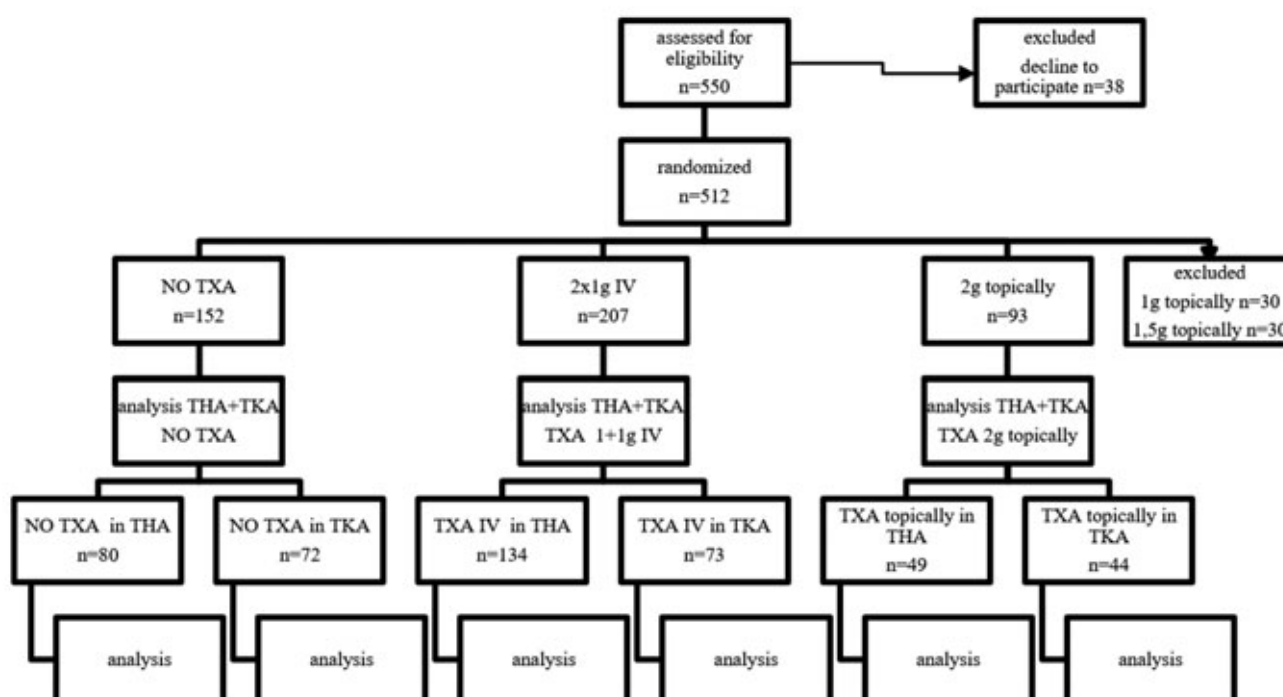 assessed for
eligibility
n=550
excluded
decline to
participate n=38
randomized
n=512
NO TXA
n=152
2x1g IV
n=207
2g topically
n=93
excluded
1g topically n=30
1,5g topically n=30
analysis THA+TKA
NO TXA
analysis THA+TKA
TXA 1+1g IV
analysis THA+TKA
TXA 2g topically
NO TXA in THA
n=80
NO TXA in TKA
n=72
TXA IV in THA
n=134
TXA IV in TKA
n=73
TXA topically in
THA
n=49
TXA topically in
TKA
n=44
analysis
analysis
analysis
analysis
analysis
analysis